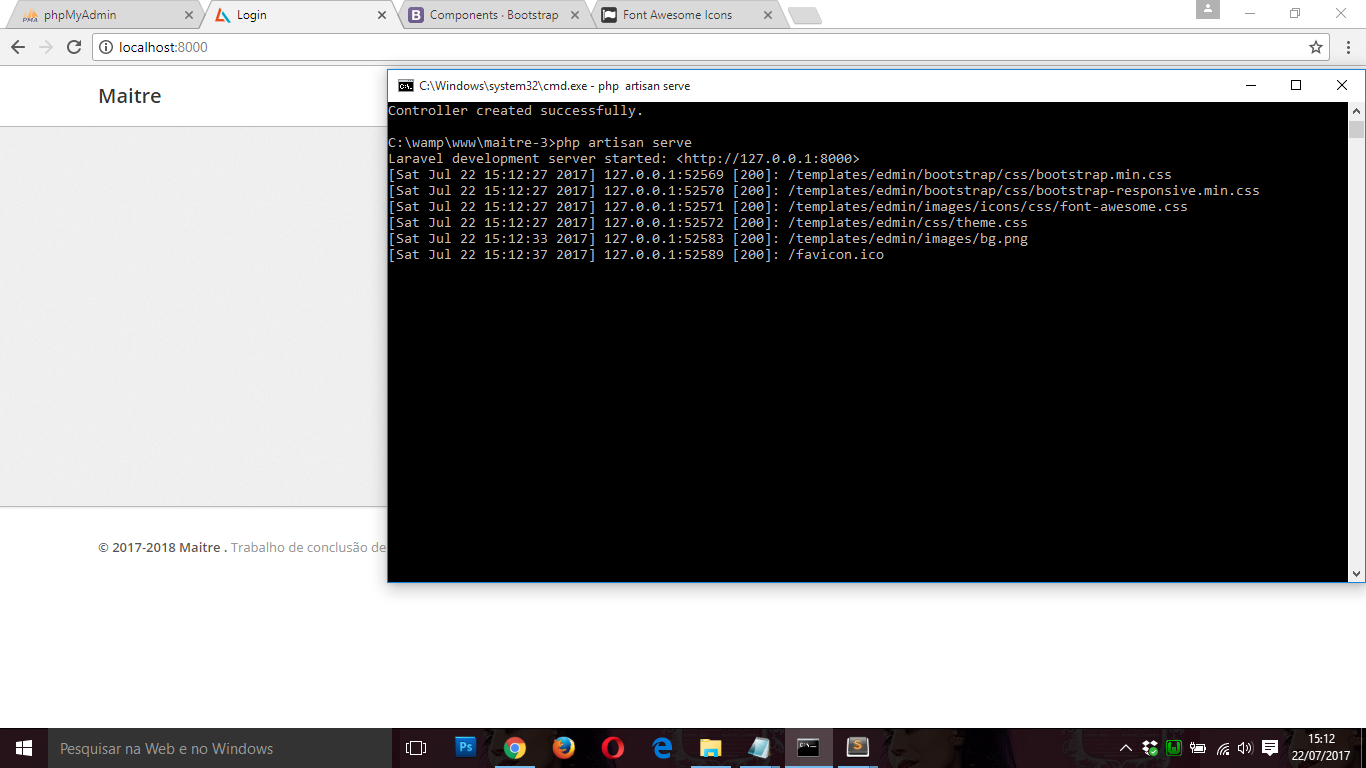 phpMyAdmin
Login
Components · Bootstrap
Font Awesome Icons
localhost:8000
Maitre
C:\Windows\system32\cmd.exe - php  artisan serve
Controller created successfully.
C:\wamp\www\maitre-3>php artisan serve
Laravel development server started: <http://127.0.0.1:8000>
[Sat Jul 22 15:12:27 2017] 127.0.0.1:52569 [200]: /templates/edmin/bootstrap/css/bootstrap.min.css
[Sat Jul 22 15:12:27 2017] 127.0.0.1:52570 [200]: /templates/edmin/bootstrap/css/bootstrap-responsive.min.css
[Sat Jul 22 15:12:27 2017] 127.0.0.1:52571 [200]: /templates/edmin/images/icons/css/font-awesome.css
[Sat Jul 22 15:12:27 2017] 127.0.0.1:52572 [200]: /templates/edmin/css/theme.css
[Sat Jul 22 15:12:33 2017] 127.0.0.1:52583 [200]: /templates/edmin/images/bg.png
[Sat Jul 22 15:12:37 2017] 127.0.0.1:52589 [200]: /favicon.ico
© 2017-2018 Maitre . Trabalho de conclusão de
Pesquisar na Web e no Windows
15:12
22/07/2017